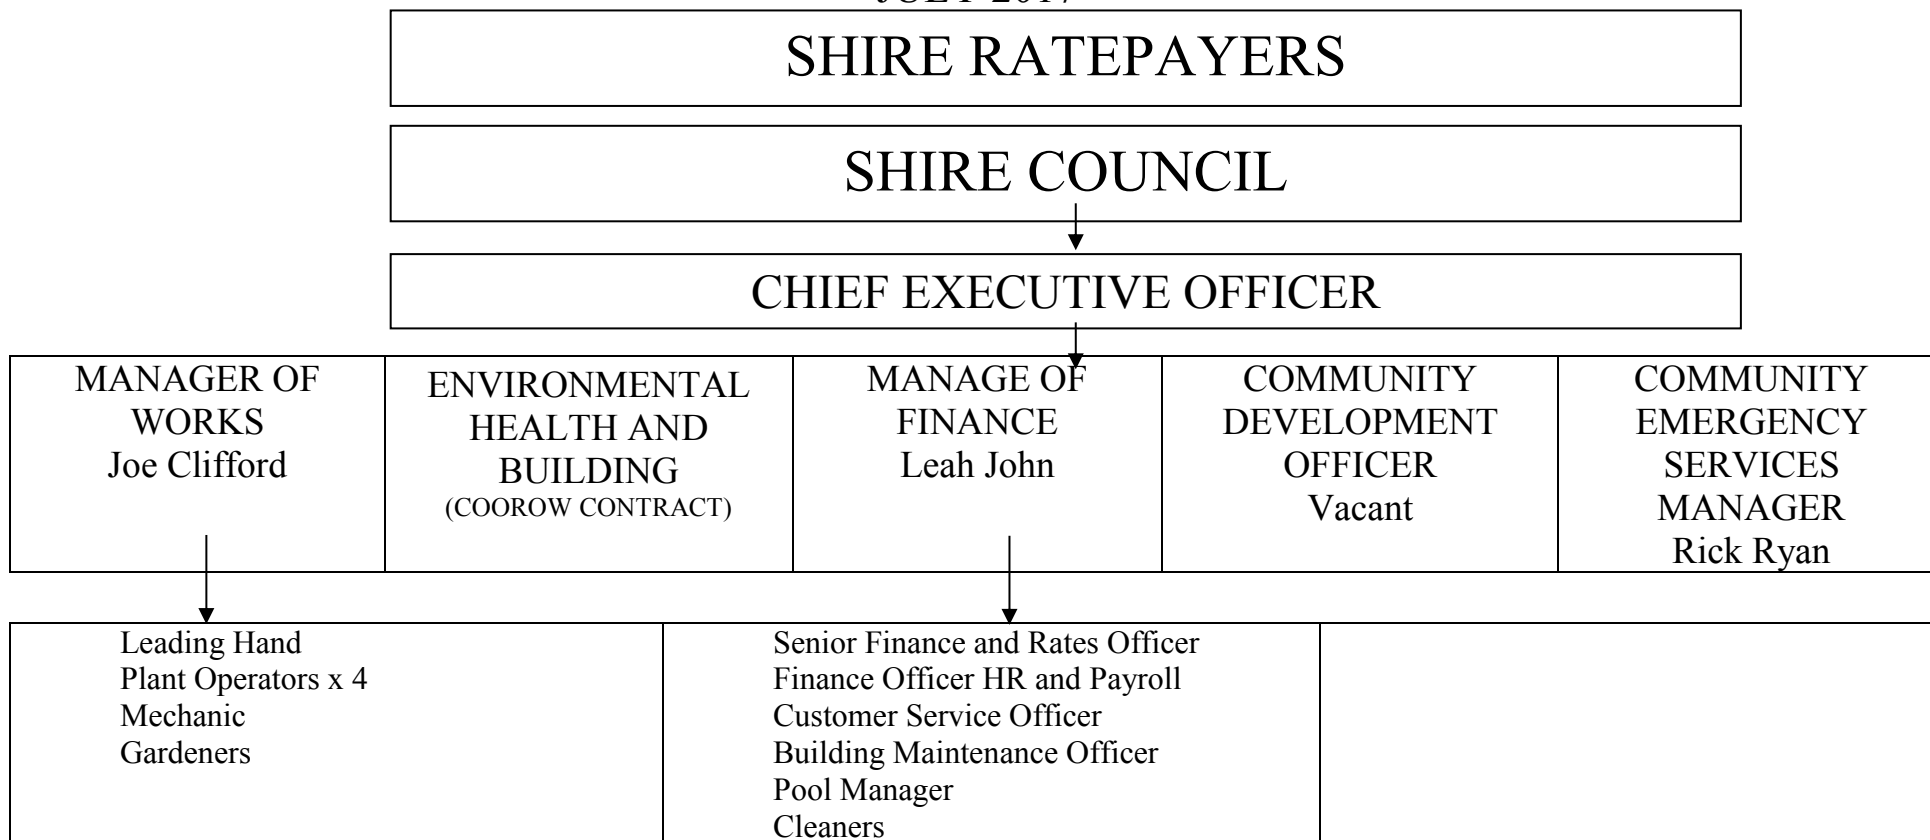 SHIRE RATEPAYERS
SHIRE COUNCIL
CHIEF EXECUTIVE OFFICER
MANAGER OF
WORKS
Joe Clifford
ENVIRONMENTAL
HEALTH AND
BUILDING
(COOROW CONTRACT)
MANAGE OF
FINANCE
Leah John
COMMUNITY
DEVELOPMENT
OFFICER
Vacant
COMMUNITY
EMERGENCY
SERVICES
MANAGER
Rick Ryan
Leading Hand
Plant Operators x 4
Mechanic
Gardeners
Senior Finance and Rates Officer
Finance Officer HR and Payroll
Customer Service Officer
Building Maintenance Officer
Pool Manager
Cleaners